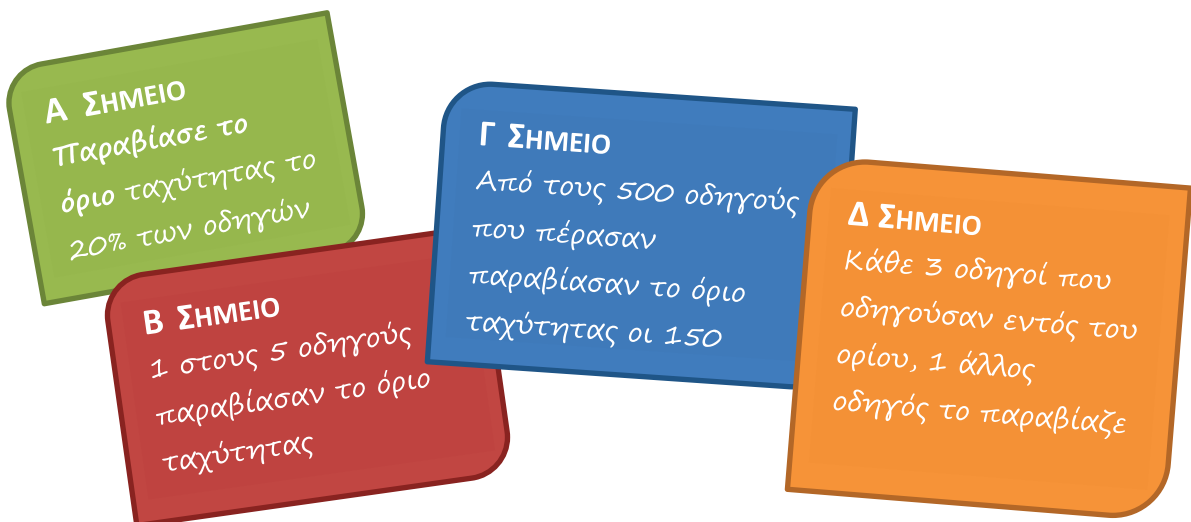 Α ΣΗΜΕΙΟ
Παραβίασε το
όριο ταχύτητας το
20% των οδηγών
Β ΣΗΜΕΙΟ
1 στους 5 οδηγούς
παραβίασαν το όριο
ταχύτητας
Γ ΣΗΜΕΙΟ
Από τους 500 οδηγούς
που πέρασαν
παραβίασαν το όριο
ταχύτητας οι 150
Δ ΣΗΜΕΙΟ
Κάθε 3 οδηγοί που
οδηγούσαν εντός του
ορίου, 1 άλλος
οδηγός το παραβίαζε